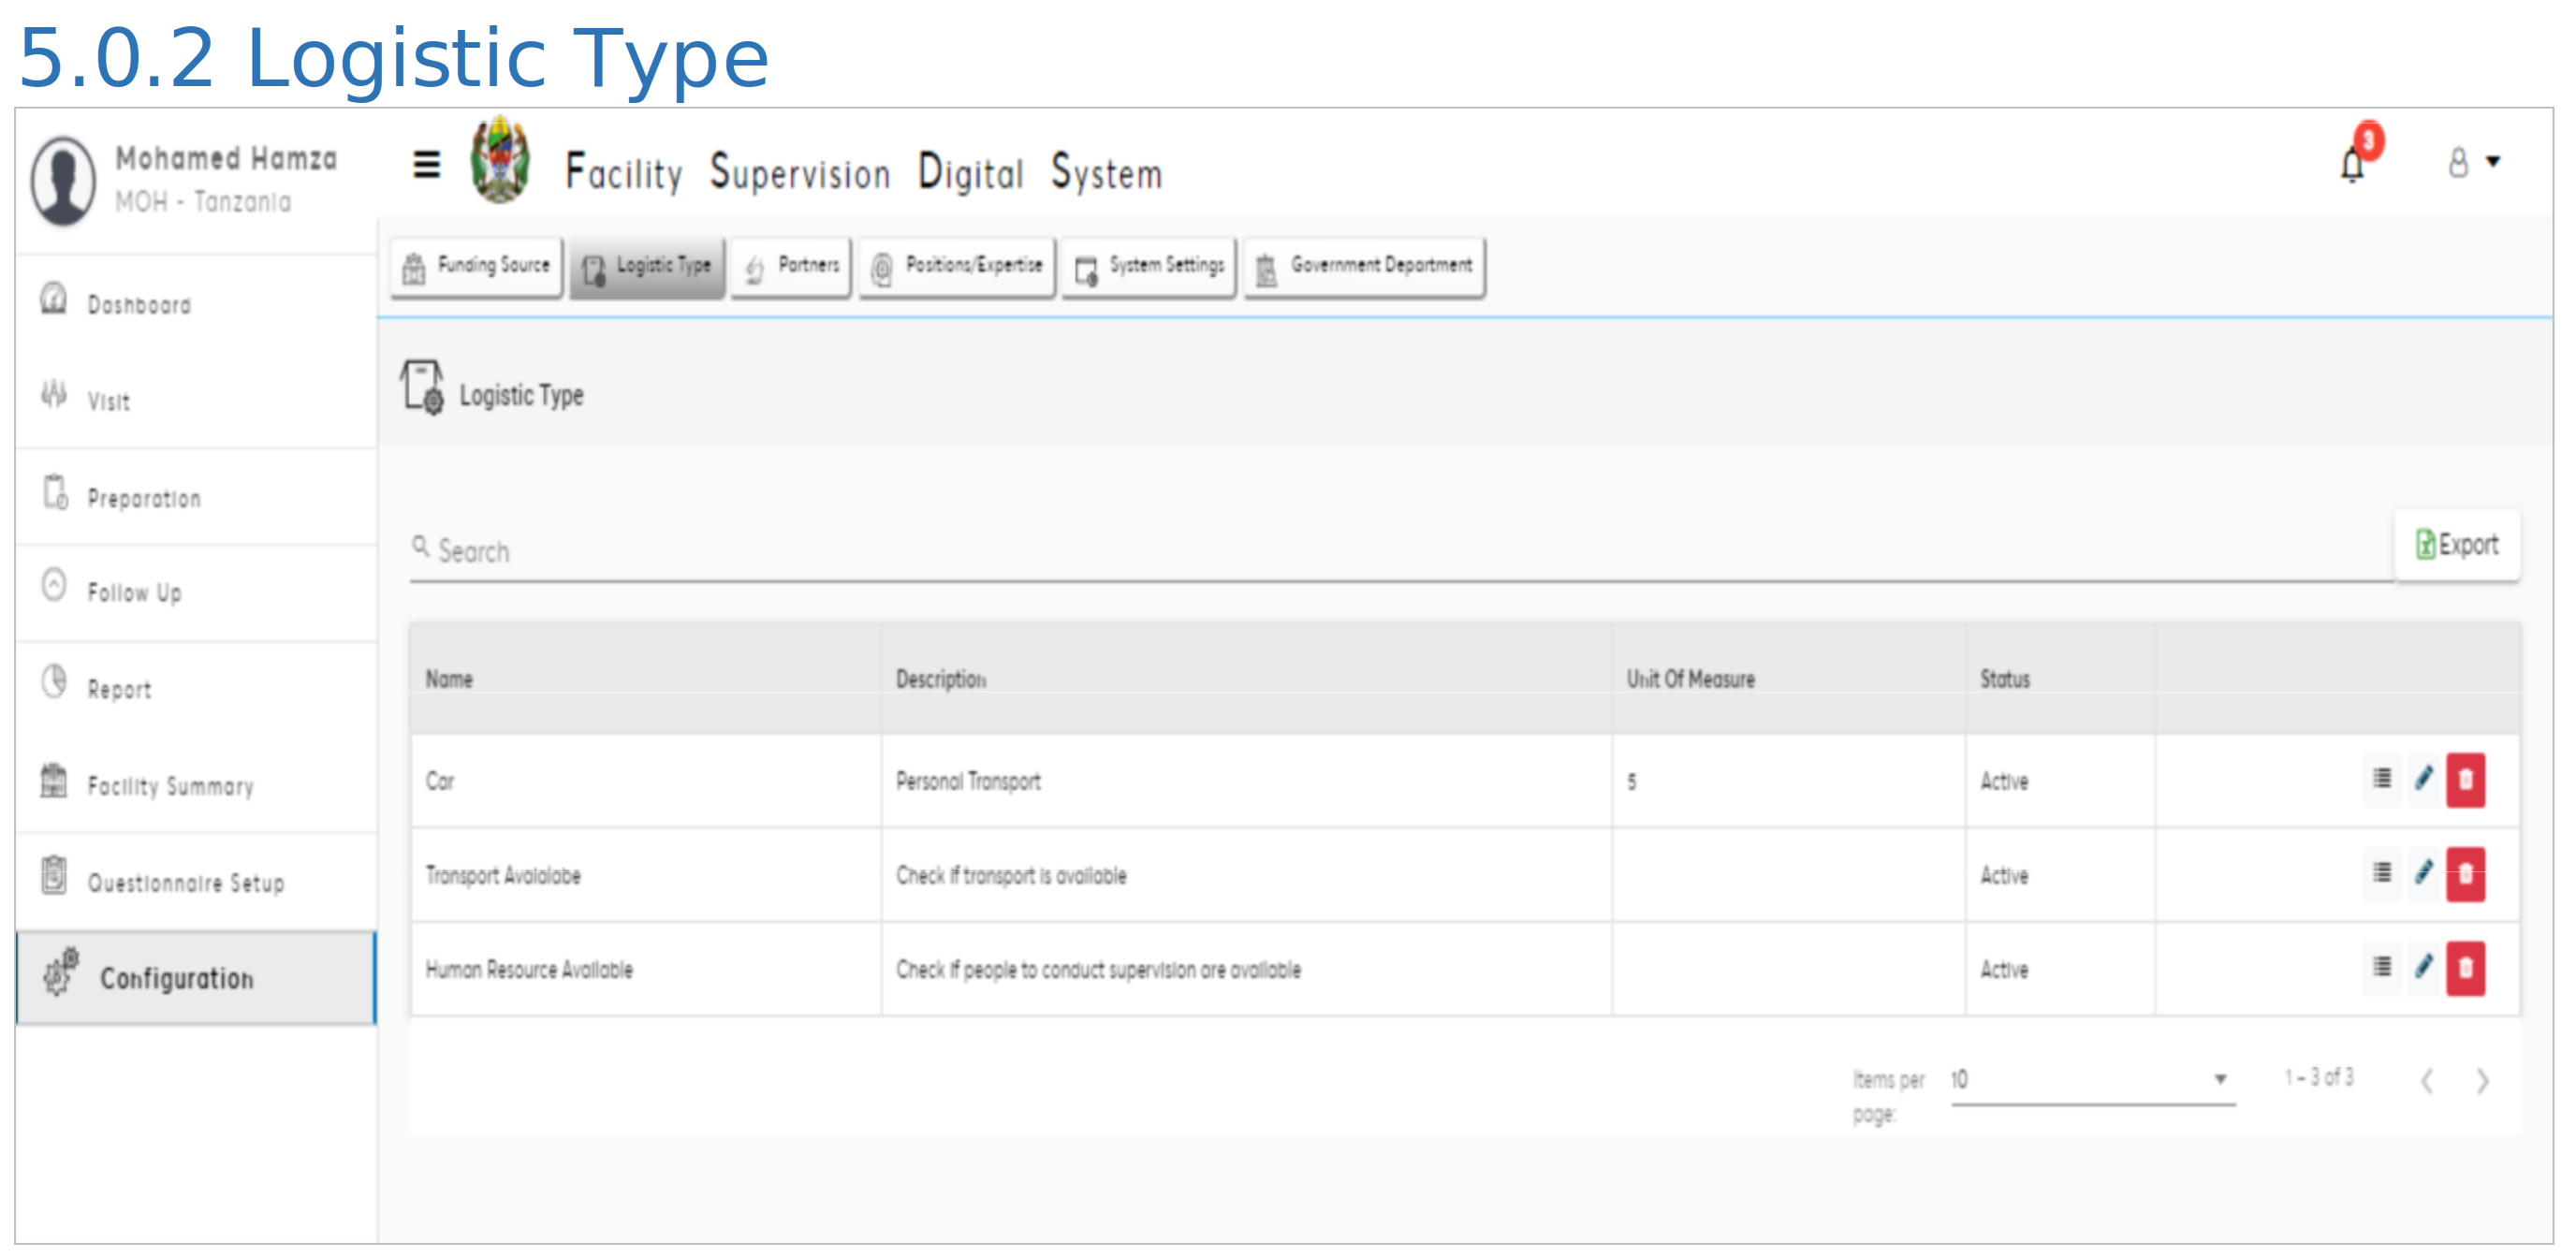 5.0.2 Logistic Type
Mohamed Hamza
MOH - Tanzania
Facility Supervision Digital System
3
Funding Source
Logistic Type
Partners
Positions/Expertise
System Settings
Government Department
Dashboard
Visit
Preparation
Follow Up
Report
Facility Summary
Questionnaire Setup
Configuration
Logistic Type
Search
Export
Name Description Unit Of Measure Status
Car Personal Transport 5 Active
Transport Avaialabe Check if transport is available Active
Human Resource Available Check if people to conduct supervision are available Active
Items per page: 10 1 – 3 of 3